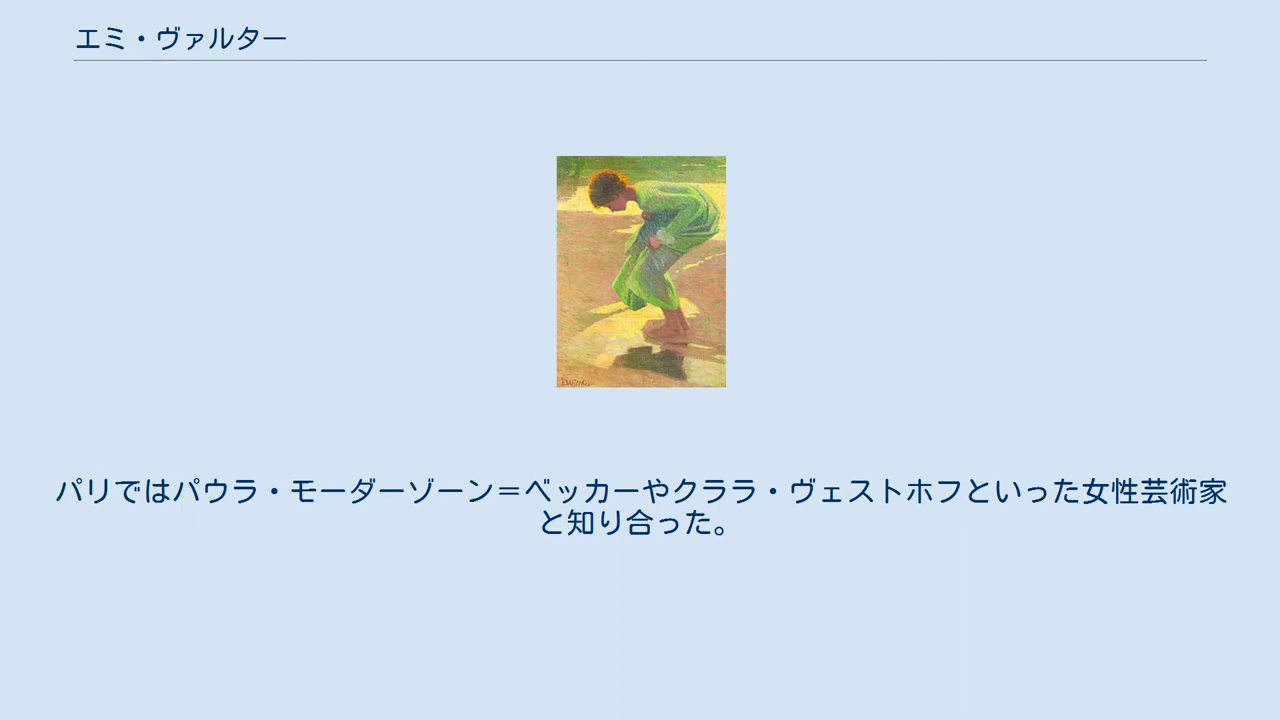 エミ・ヴァルター
パリではパウラ・モーダーゾーン＝ベッカーやクララ・ヴェストホフといった女性芸術家
と知り合った。